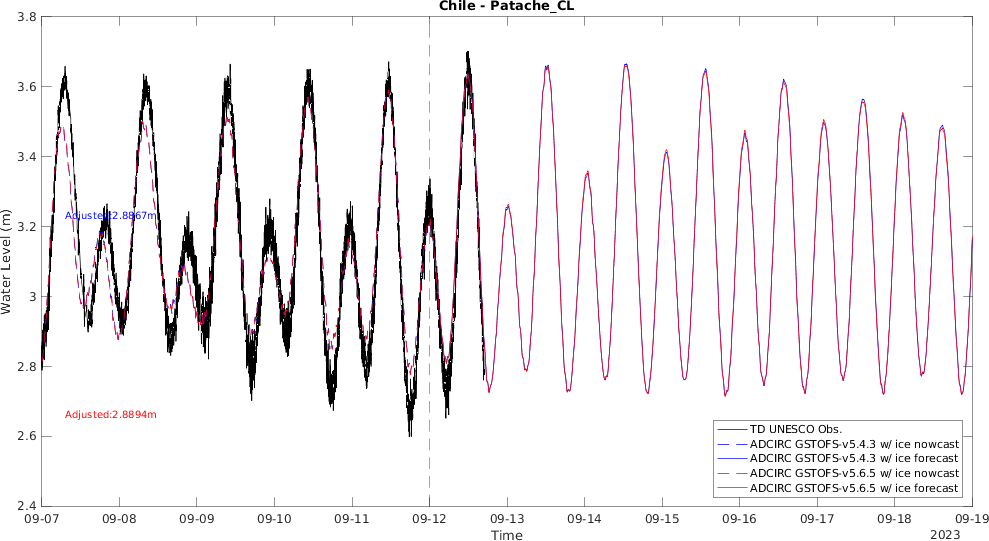 Chile - Patache_CL
3.8
3.6
3.4
3.2
3
2.8
2.6
2.4
Water Level (m)
Adjusted:2.8867m
Adjusted:2.8894m
TD UNESCO Obs.
ADCIRC GSTOFS-v5.4.3 w/ ice nowcast
ADCIRC GSTOFS-v5.4.3 w/ ice forecast
ADCIRC GSTOFS-v5.6.5 w/ ice nowcast
ADCIRC GSTOFS-v5.6.5 w/ ice forecast
09-07 09-08 09-09 09-10 09-11 09-12 09-13 09-14 09-15 09-16 09-17 09-18 09-19
Time
2023